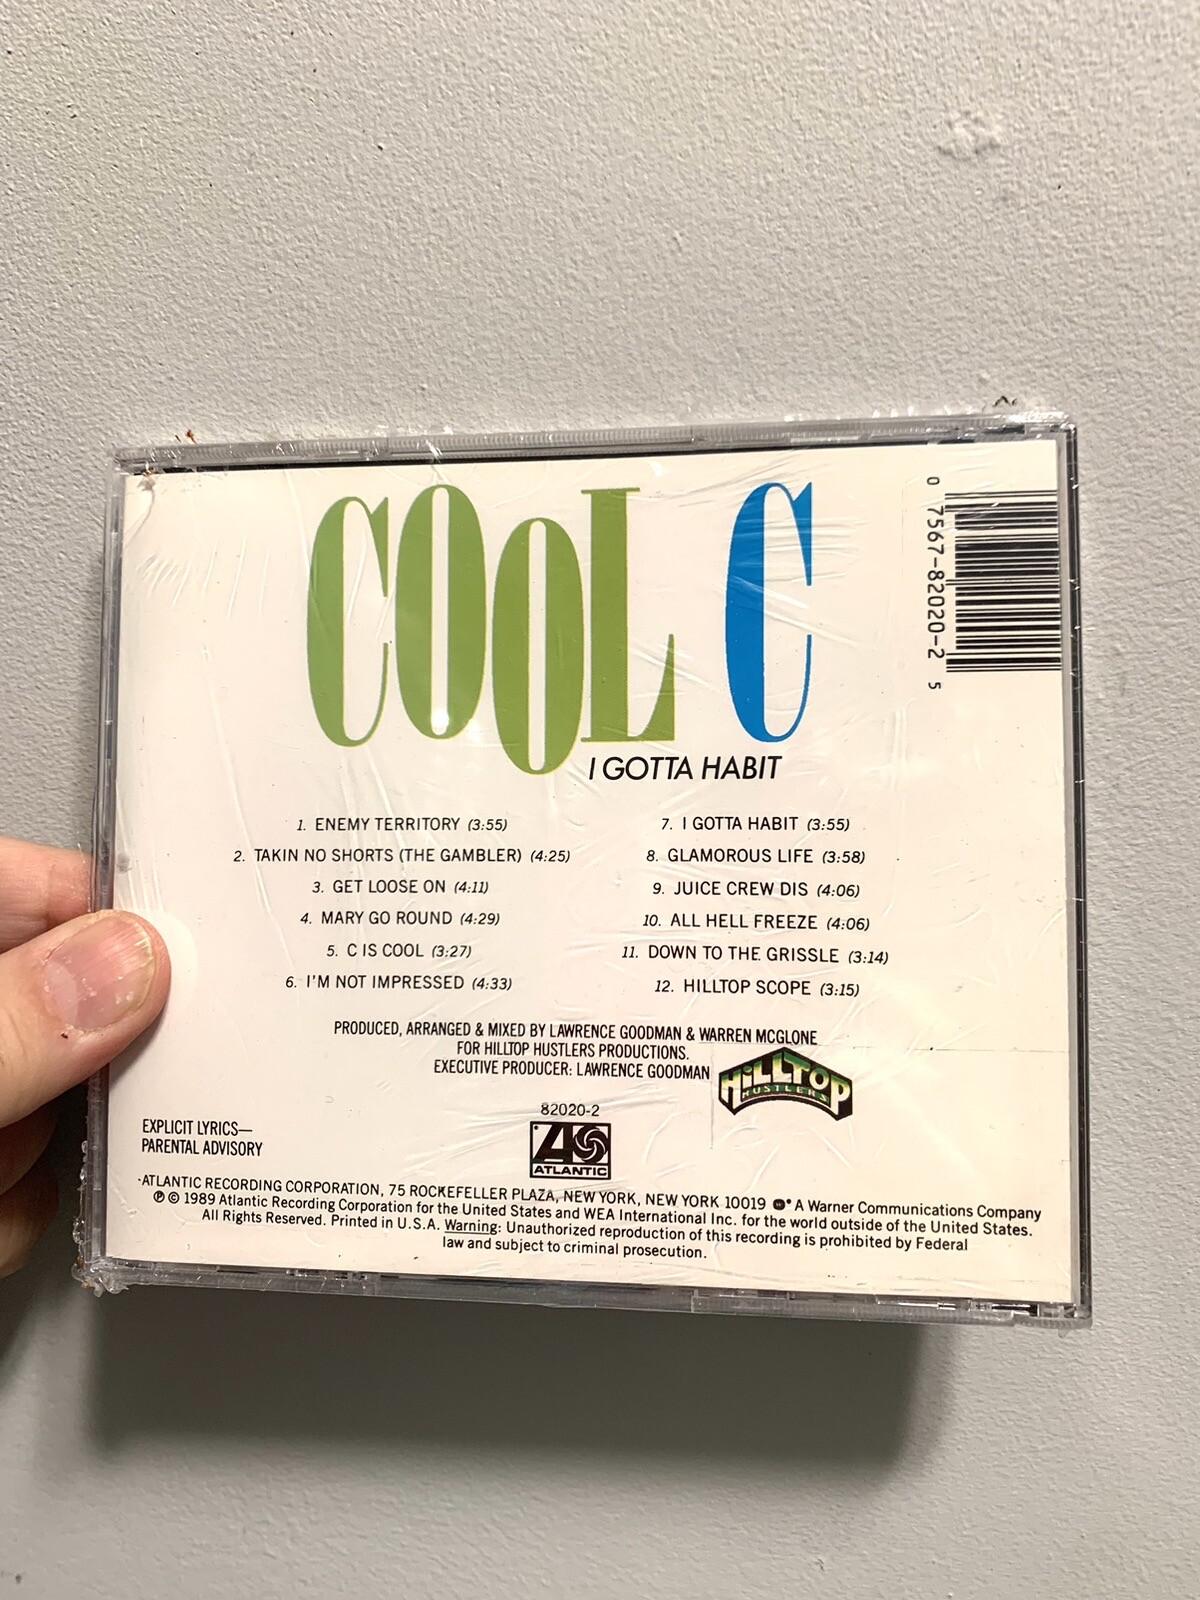 COOL C
I GOTTA HABIT
0 7567-82020-2 5
1. ENEMY TERRITORY (3:55)
2. TAKIN NO SHORTS (THE GAMBLER) (4:25)
3. GET LOOSE ON (4:11)
4. MARY GO ROUND (4:29)
5. C IS COOL (3:27)
6. I'M NOT IMPRESSED (4:33)
7. I GOTTA HABIT (3:55)
8. GLAMOROUS LIFE (3:58)
9. JUICE CREW DIS (4:06)
10. ALL HELL FREEZE (4:06)
11. DOWN TO THE GRISSLE (3:14)
12. HILLTOP SCOPE (3:15)
PRODUCED, ARRANGED & MIXED BY LAWRENCE GOODMAN & WARREN MCGLONE
FOR HILLTOP HUSTLERS PRODUCTIONS.
EXECUTIVE PRODUCER: LAWRENCE GOODMAN
HILLTOP
HUSTLERS
82020-2
ATLANTIC
EXPLICIT LYRICS—
PARENTAL ADVISORY
ATLANTIC RECORDING CORPORATION, 75 ROCKEFELLER PLAZA, NEW YORK, NEW YORK 10019 A Warner Communications Company
℗ © 1989 Atlantic Recording Corporation for the United States and WEA International Inc. for the world outside of the United States.
All Rights Reserved. Printed in U.S.A. Warning: Unauthorized reproduction of this recording is prohibited by Federal
law and subject to criminal prosecution.